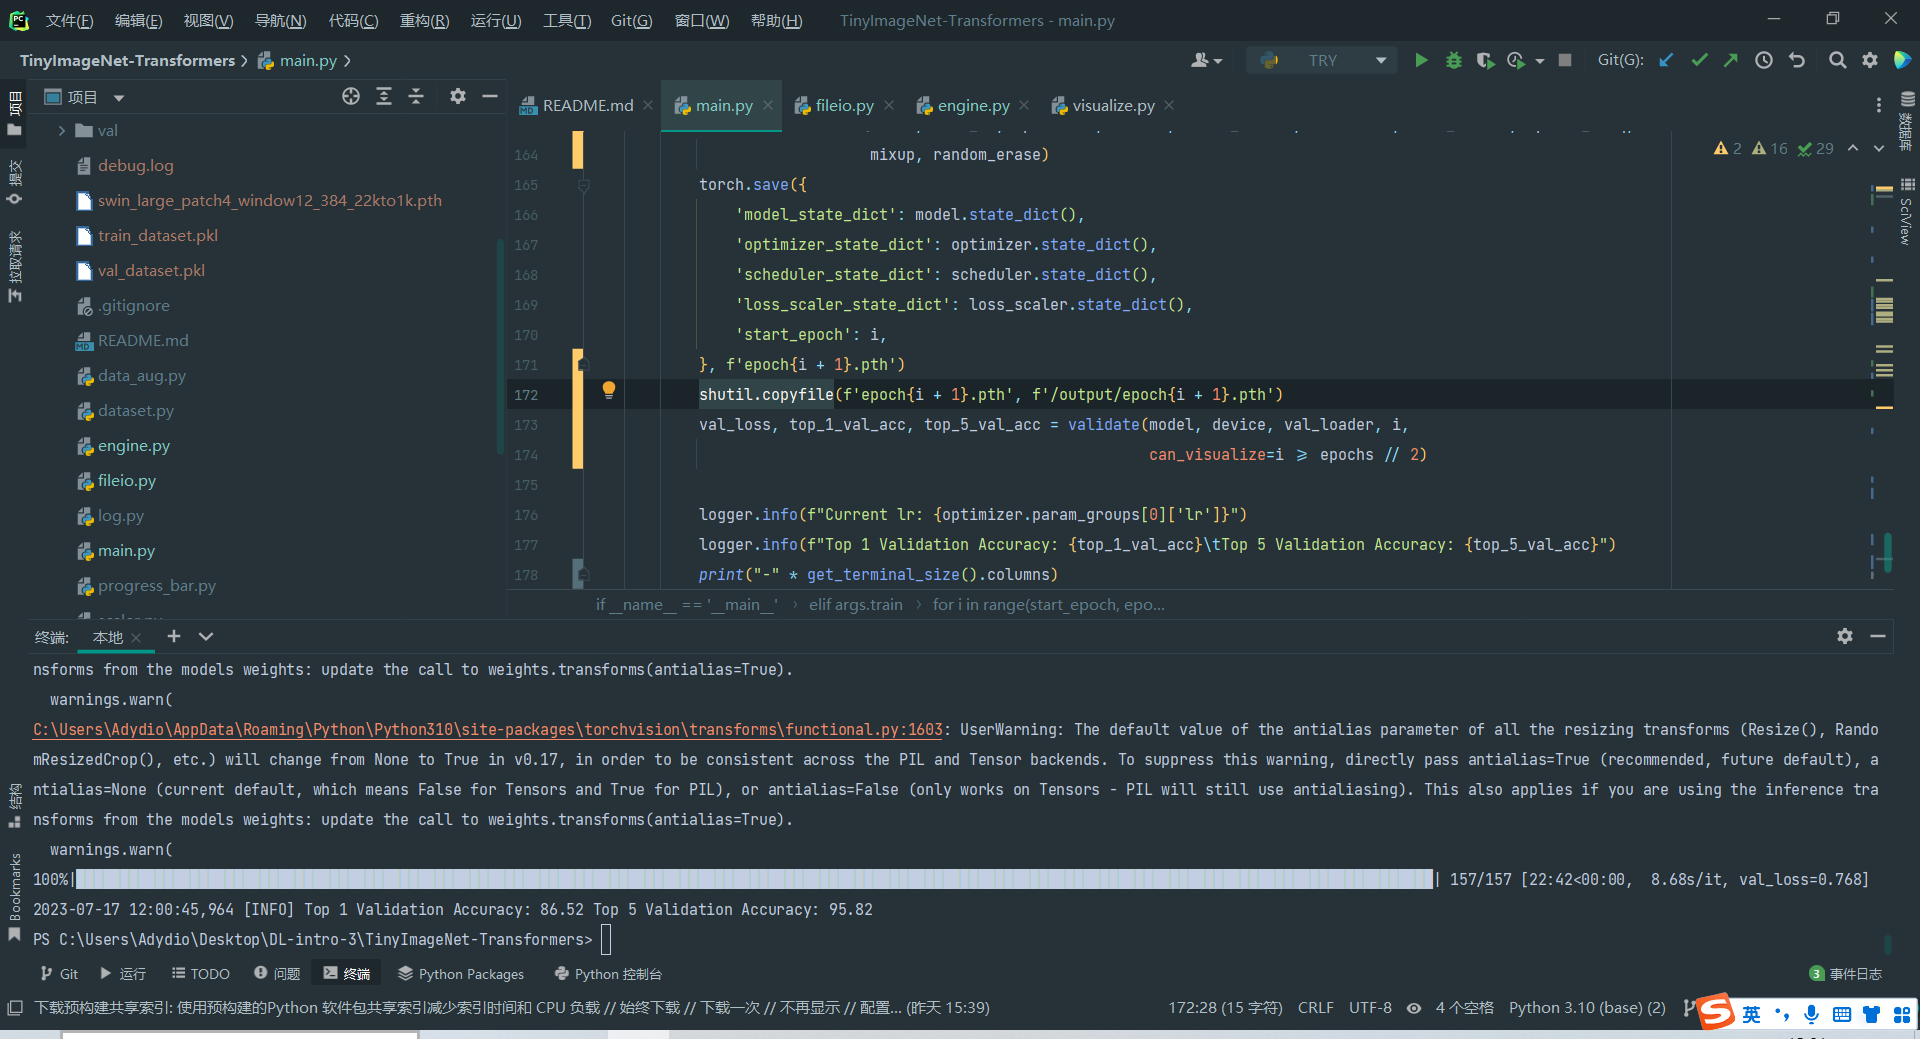 文件(F) 编辑(E) 视图(V) 导航(N) 代码(C) 重构(R) 运行(U) 工具(T) Git(G) 窗口(W) 帮助(H) TinyImageNet-Transformers - main.py
TinyImageNet-Transformers main.py TRY Git(G):
项目
README.md main.py fileio.py engine.py visualize.py
项目
提交
拉取请求
结构
Bookmarks
数据库
SciView
val
debug.log
swin_large_patch4_window12_384_22kto1k.pth
train_dataset.pkl
val_dataset.pkl
.gitignore
README.md
data_aug.py
dataset.py
engine.py
fileio.py
log.py
main.py
progress_bar.py
2 16 29
164 mixup, random_erase)
165 torch.save({
166 'model_state_dict': model.state_dict(),
167 'optimizer_state_dict': optimizer.state_dict(),
168 'scheduler_state_dict': scheduler.state_dict(),
169 'loss_scaler_state_dict': loss_scaler.state_dict(),
170 'start_epoch': i,
171 }, f'epoch{i + 1}.pth')
172 shutil.copyfile(f'epoch{i + 1}.pth', f'/output/epoch{i + 1}.pth')
173 val_loss, top_1_val_acc, top_5_val_acc = validate(model, device, val_loader, i,
174 can_visualize=i >= epochs // 2)
175
176 logger.info(f"Current lr: {optimizer.param_groups[0]['lr']}")
177 logger.info(f"Top 1 Validation Accuracy: {top_1_val_acc}\tTop 5 Validation Accuracy: {top_5_val_acc}")
178 print("-" * get_terminal_size().columns)
if __name__ == '__main__' › elif args.train › for i in range(start_epoch, epo...
终端: 本地
nsforms from the models weights: update the call to weights.transforms(antialias=True).
warnings.warn(
C:\Users\Adydio\AppData\Roaming\Python\Python310\site-packages\torchvision\transforms\functional.py:1603: UserWarning: The default value of the antialias parameter of all the resizing transforms (Resize(), Rando
mResizedCrop(), etc.) will change from None to True in v0.17, in order to be consistent across the PIL and Tensor backends. To suppress this warning, directly pass antialias=True (recommended, future default), a
ntialias=None (current default, which means False for Tensors and True for PIL), or antialias=False (only works on Tensors - PIL will still use antialiasing). This also applies if you are using the inference tra
nsforms from the models weights: update the call to weights.transforms(antialias=True).
warnings.warn(
100%| | 157/157 [22:42<00:00, 8.68s/it, val_loss=0.768]
2023-07-17 12:00:45,964 [INFO] Top 1 Validation Accuracy: 86.52 Top 5 Validation Accuracy: 95.82
PS C:\Users\Adydio\Desktop\DL-intro-3\TinyImageNet-Transformers>
Git 运行 TODO 问题 终端 Python Packages Python 控制台 3 事件日志
下载预构建共享索引: 使用预构建的Python 软件包共享索引减少索引时间和 CPU 负载 // 始终下载 // 下载一次 // 不再显示 // 配置... (昨天 15:39) 172:28 (15 字符) CRLF UTF-8 4 个空格 Python 3.10 (base) (2) 英